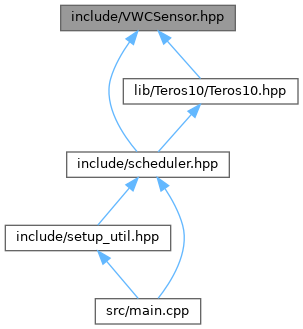 include/VWCSensor.hpp
lib/Teros10/Teros10.hpp
include/scheduler.hpp
include/setup_util.hpp
src/main.cpp